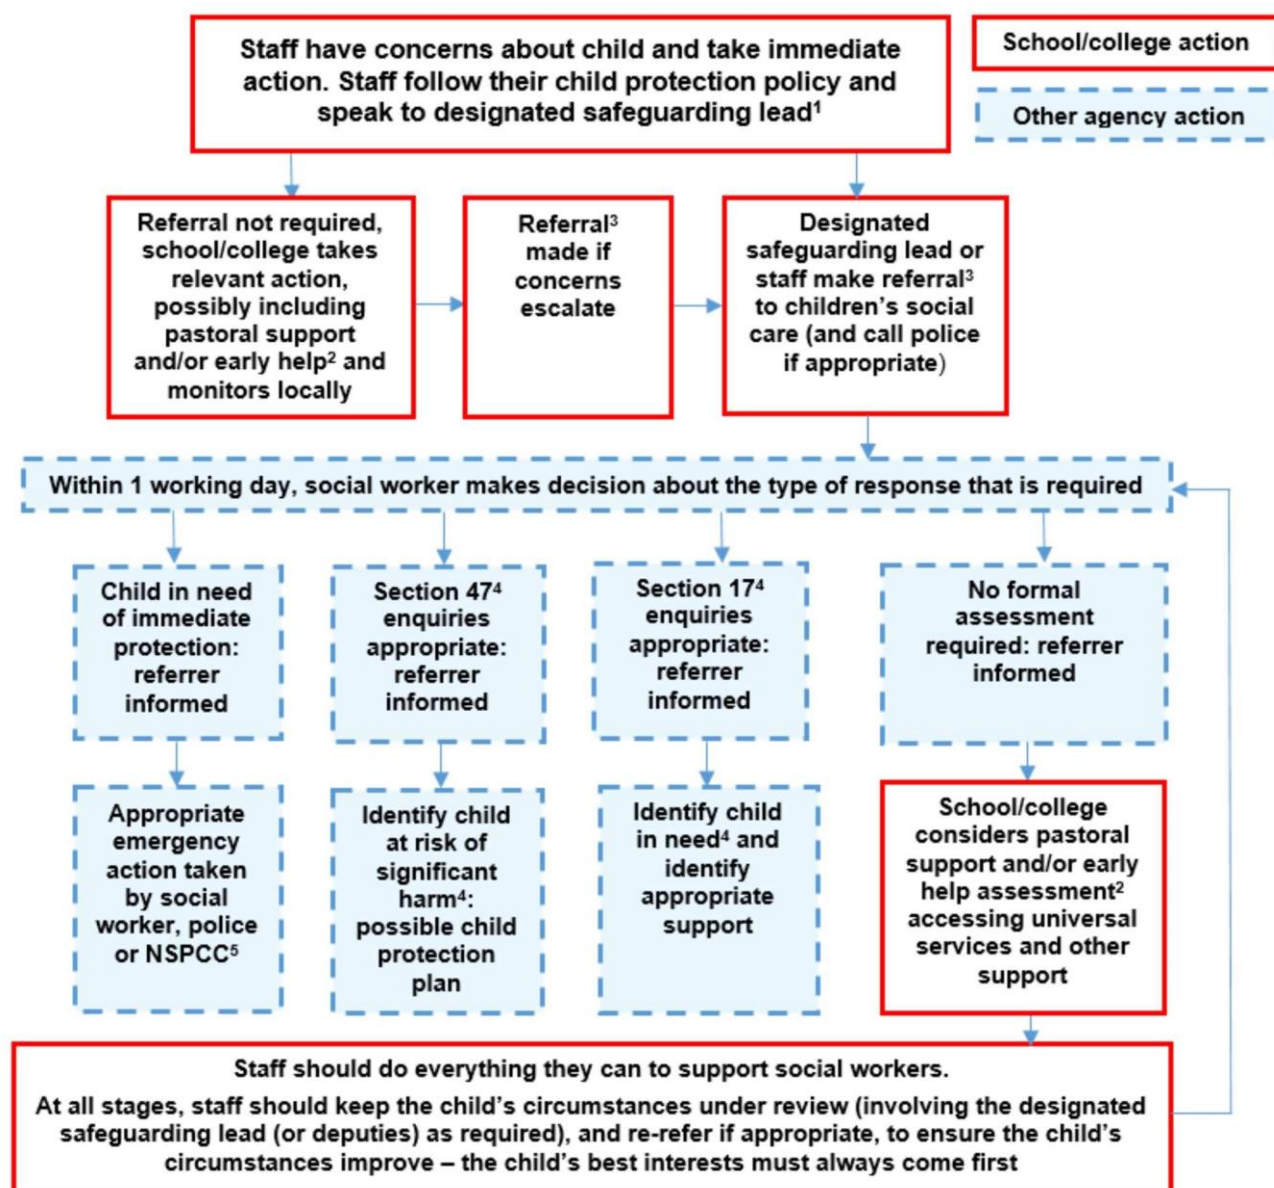 Staff have concerns about child and take immediate
action. Staff follow their child protection policy and
speak to designated safeguarding lead¹
School/college action
Other agency action
Referral not required,
school/college takes
relevant action,
possibly including
pastoral support
and/or early help² and
monitors locally
Referral³
made if
concerns
escalate
Designated
safeguarding lead or
staff make referral³
to children’s social
care (and call police
if appropriate)
Within 1 working day, social worker makes decision about the type of response that is required
Child in need
of immediate
protection:
referrer
informed
Section 47⁴
enquiries
appropriate:
referrer
informed
Section 17⁴
enquiries
appropriate:
referrer
informed
No formal
assessment
required: referrer
informed
Appropriate
emergency
action taken
by social
worker, police
or NSPCC⁵
Identify child
at risk of
significant
harm⁴:
possible child
protection
plan
Identify child
in need⁴ and
identify
appropriate
support
School/college
considers pastoral
support and/or early
help assessment²
accessing universal
services and other
support
Staff should do everything they can to support social workers.
At all stages, staff should keep the child’s circumstances under review (involving the designated
safeguarding lead (or deputies) as required), and re-refer if appropriate, to ensure the child’s
circumstances improve – the child’s best interests must always come first